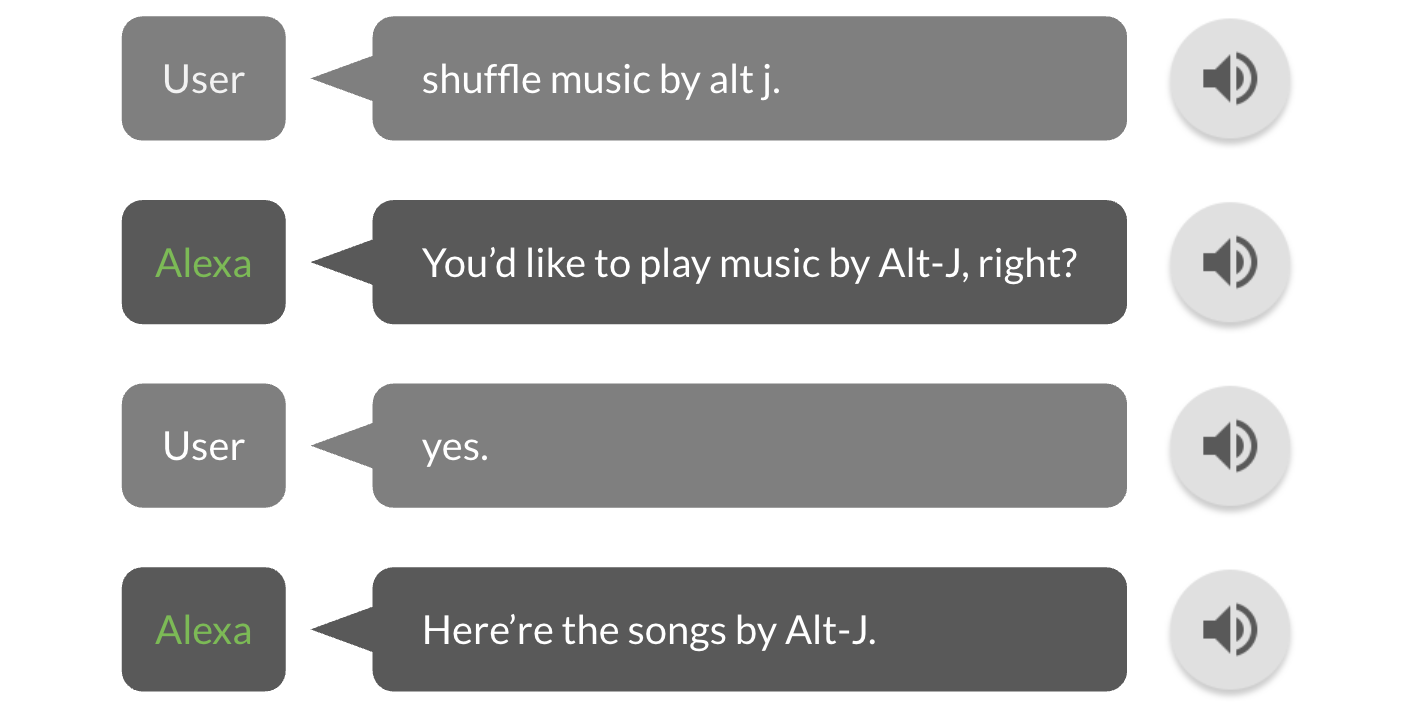 User shuffle music by alt j.
Alexa You’d like to play music by Alt-J, right?
User yes.
Alexa Here’re the songs by Alt-J.